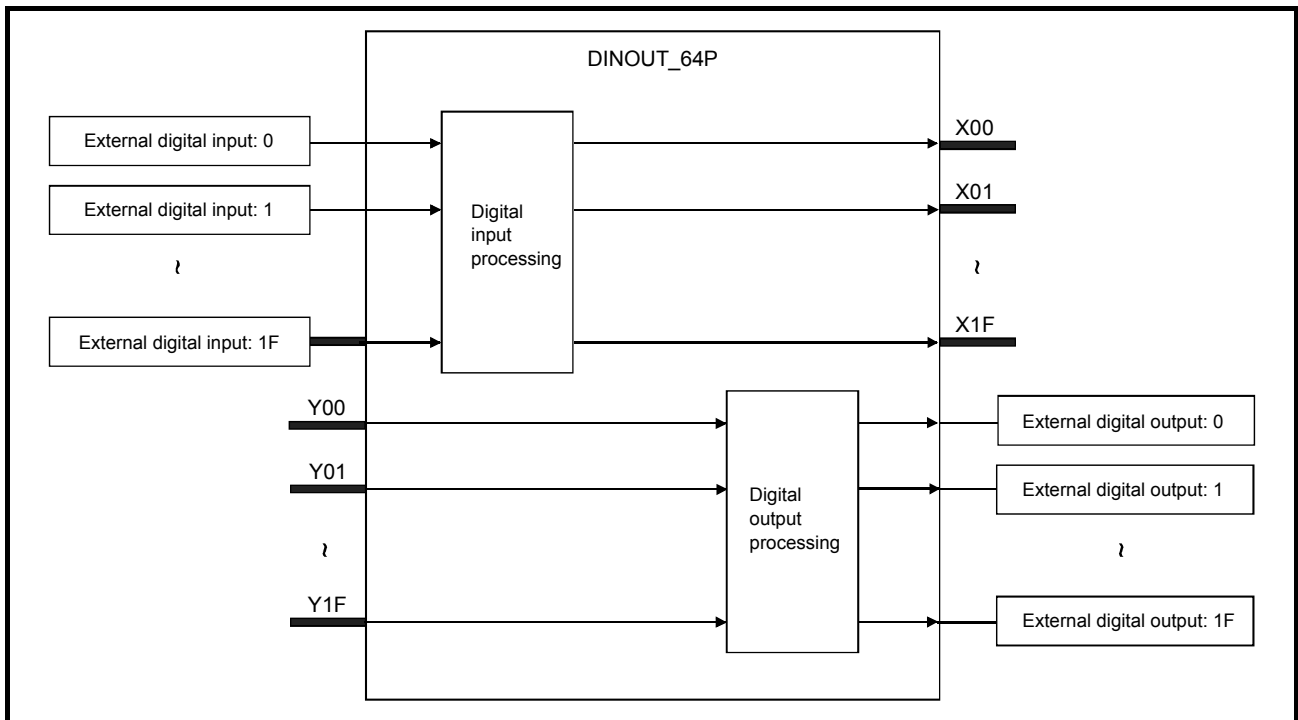 DINOUT_64P
External digital input: 0
X00
External digital input: 1
X01
Digital
input
processing
~
~
External digital input: 1F
X1F
Y00
External digital output: 0
Y01
External digital output: 1
Digital
output
processing
~
~
Y1F
External digital output: 1F